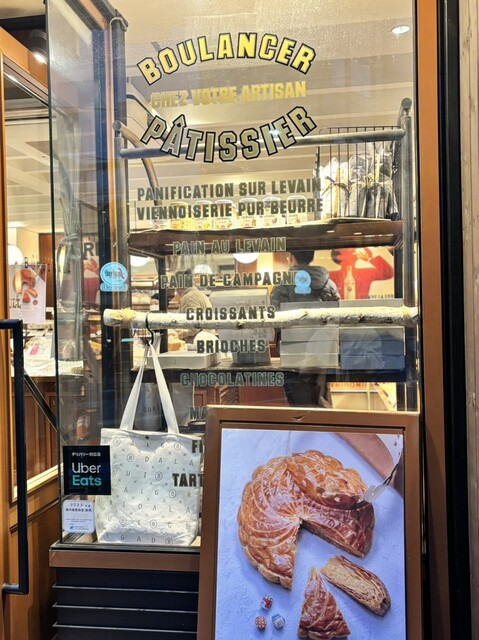 BOULANGER
CHEZ VOTRE ARTISAN
PÂTISSIER
PANIFICATION SUR LEVAIN
VIENNOISERIE PUR BEURRE
PAIN AU LEVAIN
PAIN DE CAMPAGNE
CROISSANTS
BRIOCHES
CHOCOLATINES
MA
F
TART
Uber
Eats